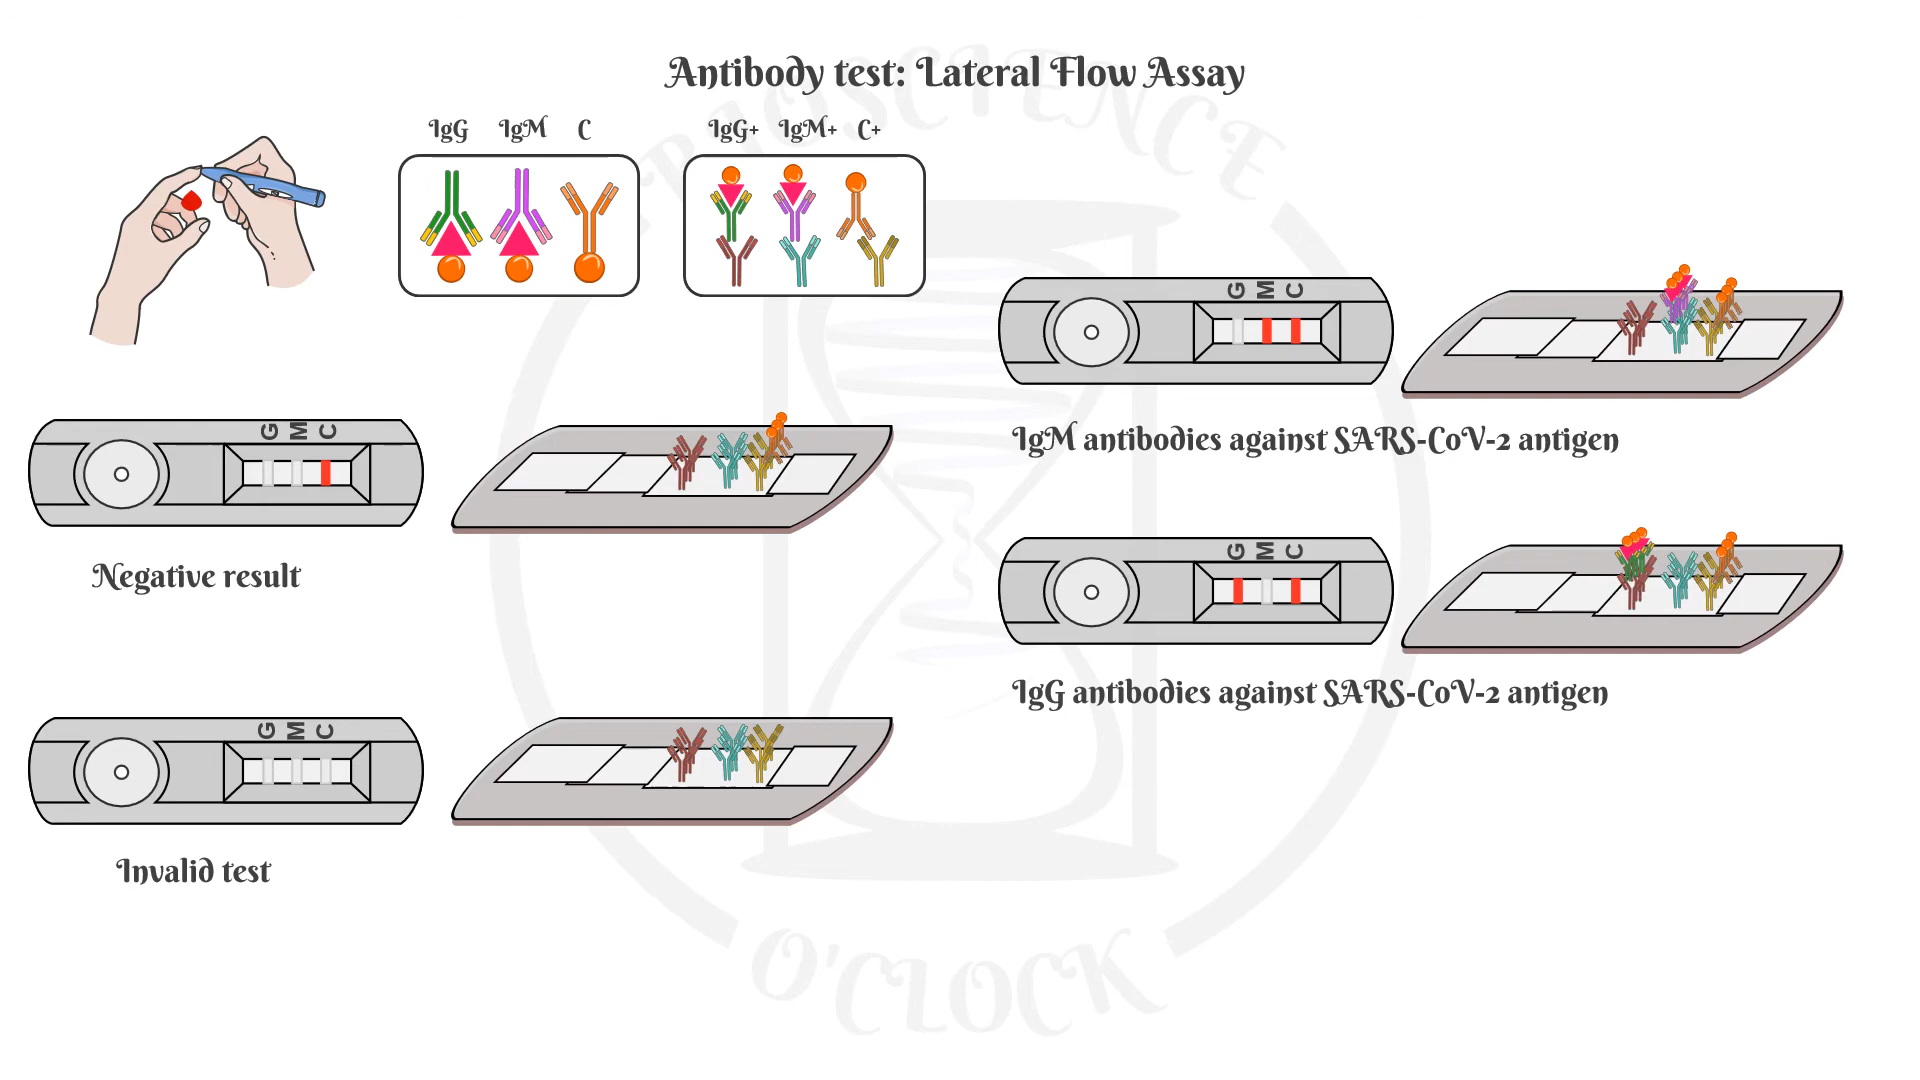 Antibody test: Lateral Flow Assay
IgG IgM C
IgG+ IgM+ C+
G M C
IgM antibodies against SARS-CoV-2 antigen
G M C
Negative result
G M C
IgG antibodies against SARS-CoV-2 antigen
G M C
Invalid test
BIOSCIENCE
O'CLOCK